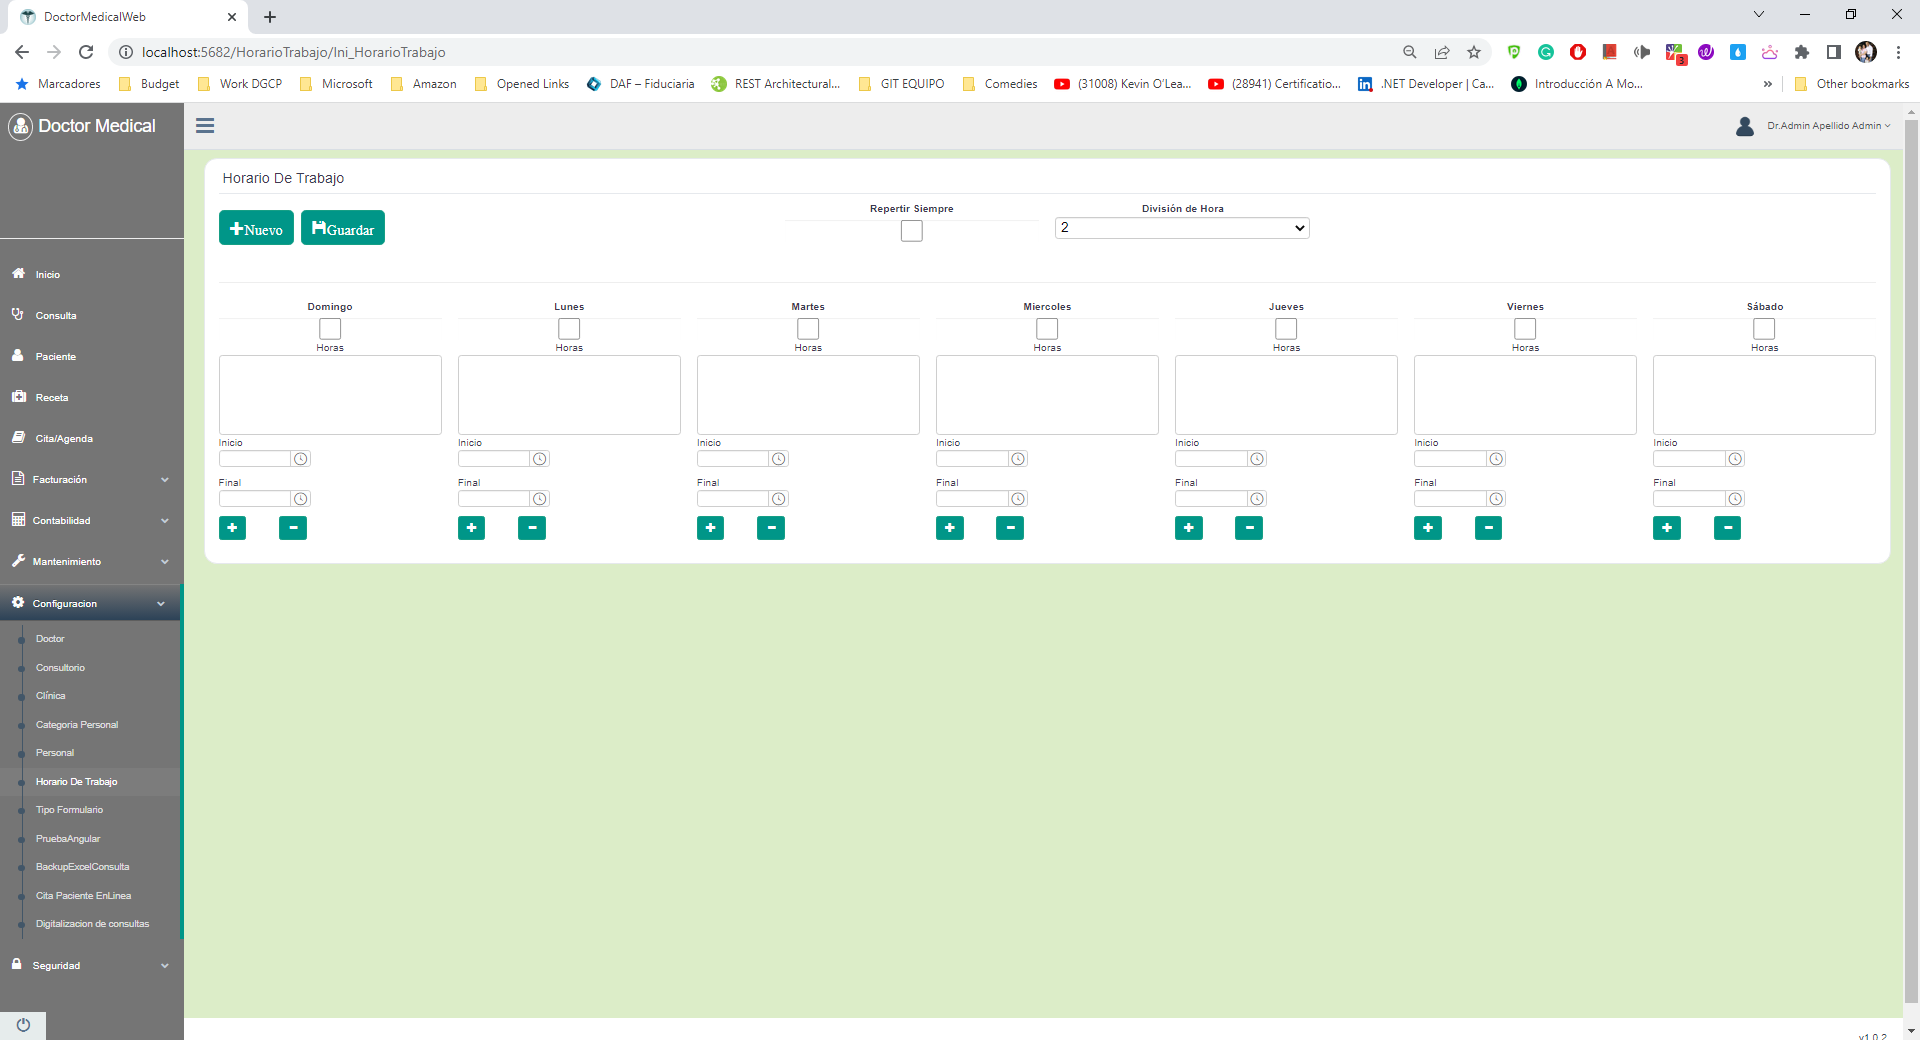 DoctorMedicalWeb
localhost:5682/HorarioTrabajo/Ini_HorarioTrabajo
3
Marcadores Budget Work DGCP Microsoft Amazon Opened Links DAF – Fiduciaria REST Architectural... GIT EQUIPO Comedies (31008) Kevin O'Lea... (28941) Certificatio... .NET Developer | Ca... Introducción A Mo... » Other bookmarks
Doctor Medical
Dr.Admin Apellido Admin
Inicio
Consulta
Paciente
Receta
Cita/Agenda
Facturación
Contabilidad
Mantenimiento
Configuracion
Doctor
Consultorio
Clínica
Categoria Personal
Personal
Horario De Trabajo
Tipo Formulario
PruebaAngular
BackupExcelConsulta
Cita Paciente EnLinea
Digitalizacion de consultas
Seguridad
Horario De Trabajo
Nuevo Guardar
Repertir Siempre
División de Hora
2
Domingo Lunes Martes Miercoles Jueves Viernes Sábado
Horas Horas Horas Horas Horas Horas Horas
Inicio Inicio Inicio Inicio Inicio Inicio Inicio
Final Final Final Final Final Final Final
v1.0.2